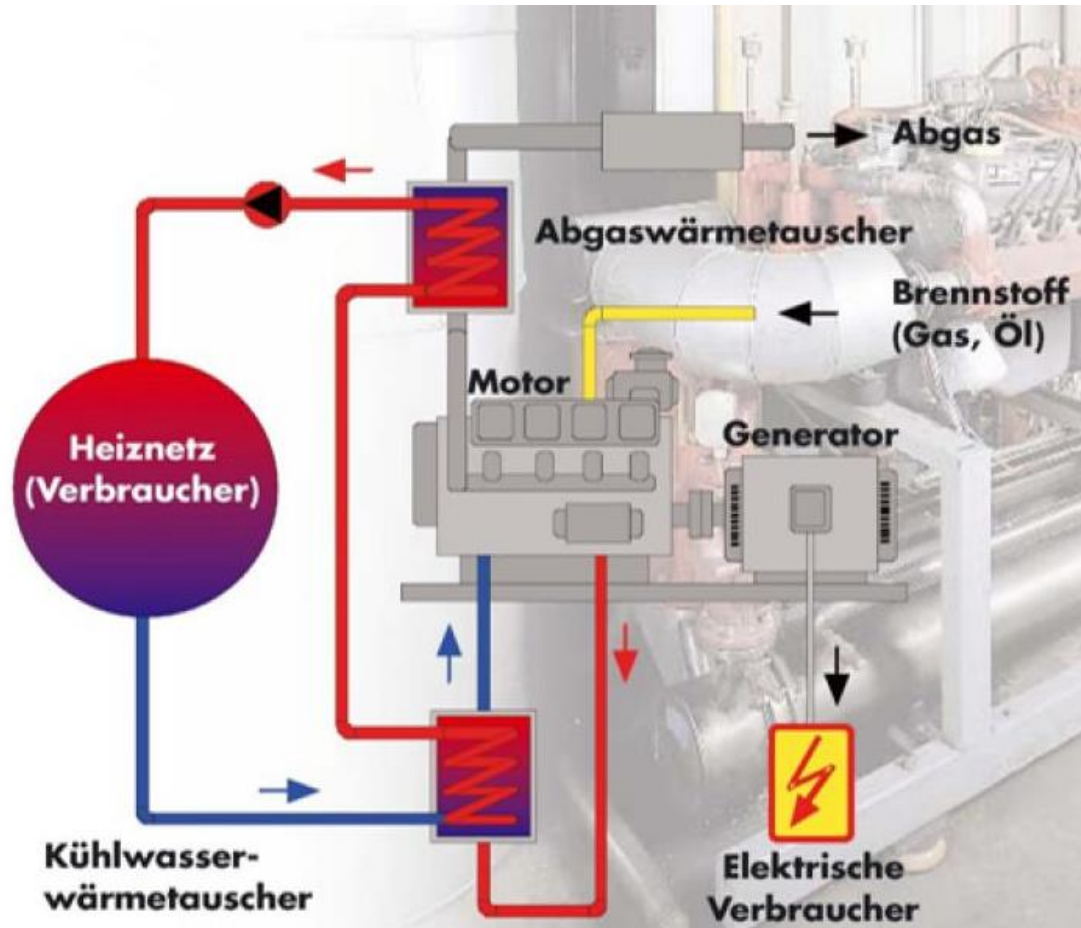 Abgas
Abgaswärmetauscher
Brennstoff
(Gas, Öl)
Motor
Generator
Heiznetz
(Verbraucher)
Kühlwasser-
wärmetauscher
Elektrische
Verbraucher